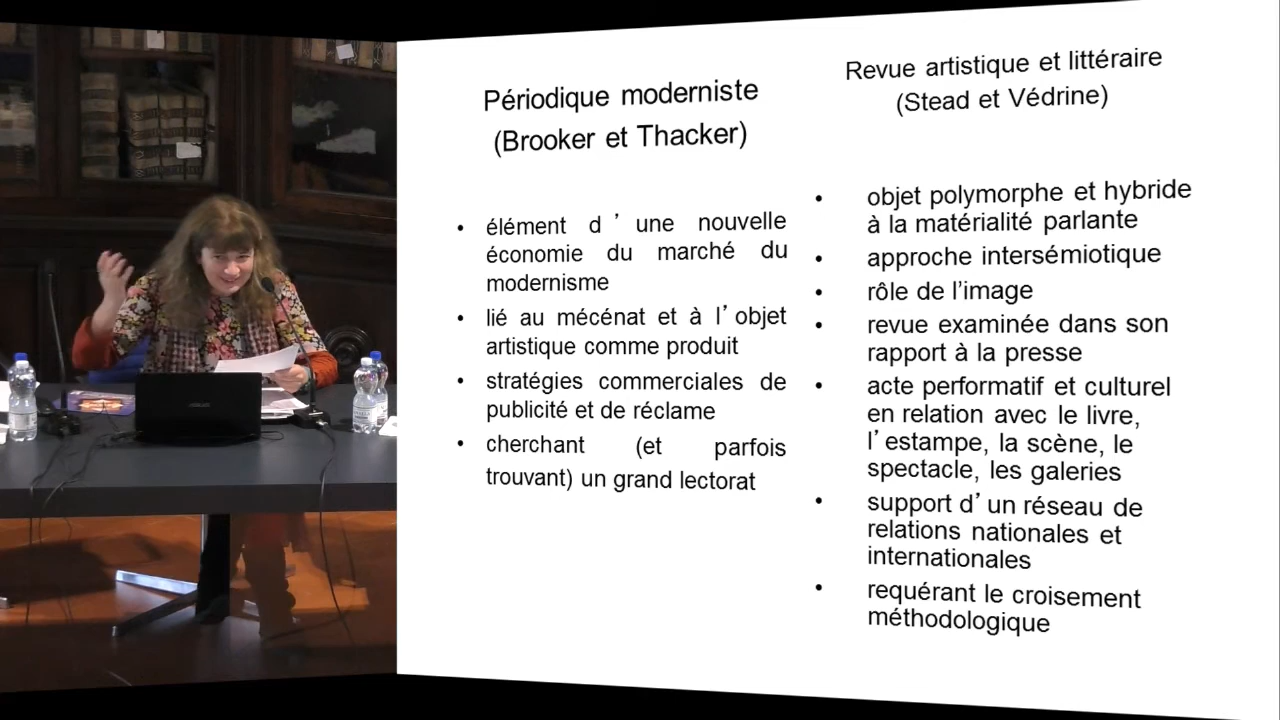 Périodique moderniste
(Brooker et Thacker)
• élément d ’ une nouvelle
économie du marché du
modernisme
• lié au mécénat et à l’objet
artistique comme produit
• stratégies commerciales de
publicité et de réclame
• cherchant (et parfois
trouvant) un grand lectorat
Revue artistique et littéraire
(Stead et Védrine)
• objet polymorphe et hybride
à la matérialité parlante
• approche intersémiotique
• rôle de l’image
• revue examinée dans son
rapport à la presse
• acte performatif et culturel
en relation avec le livre,
l’estampe, la scène, le
spectacle, les galeries
• support d’un réseau de
relations nationales et
internationales
• requérant le croisement
méthodologique